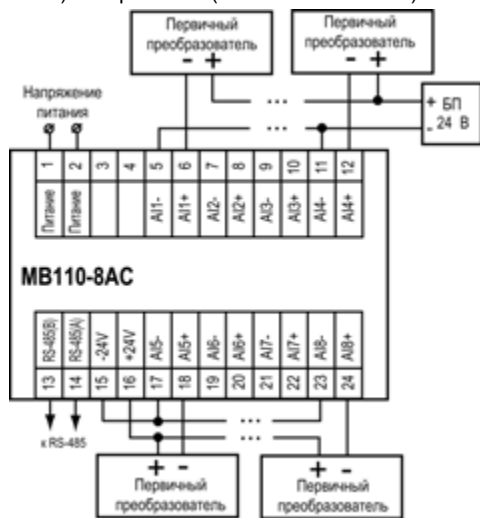 Первичный
преобразователь
- +
Первичный
преобразователь
- +
Напряжение
питания
+ БП
- 24 В
1 2 3 4 5 6 7 8 9 10 11 12
Питание Питание AI1- AI1+ AI2- AI2+ AI3- AI3+ AI4- AI4+
МВ110-8АС
RS-485(B) RS-485(A) -24V +24V AI5- AI5+ AI6- AI6+ AI7- AI7+ AI8- AI8+
13 14 15 16 17 18 19 20 21 22 23 24
к RS-485
+ -
Первичный
преобразователь
+ -
Первичный
преобразователь